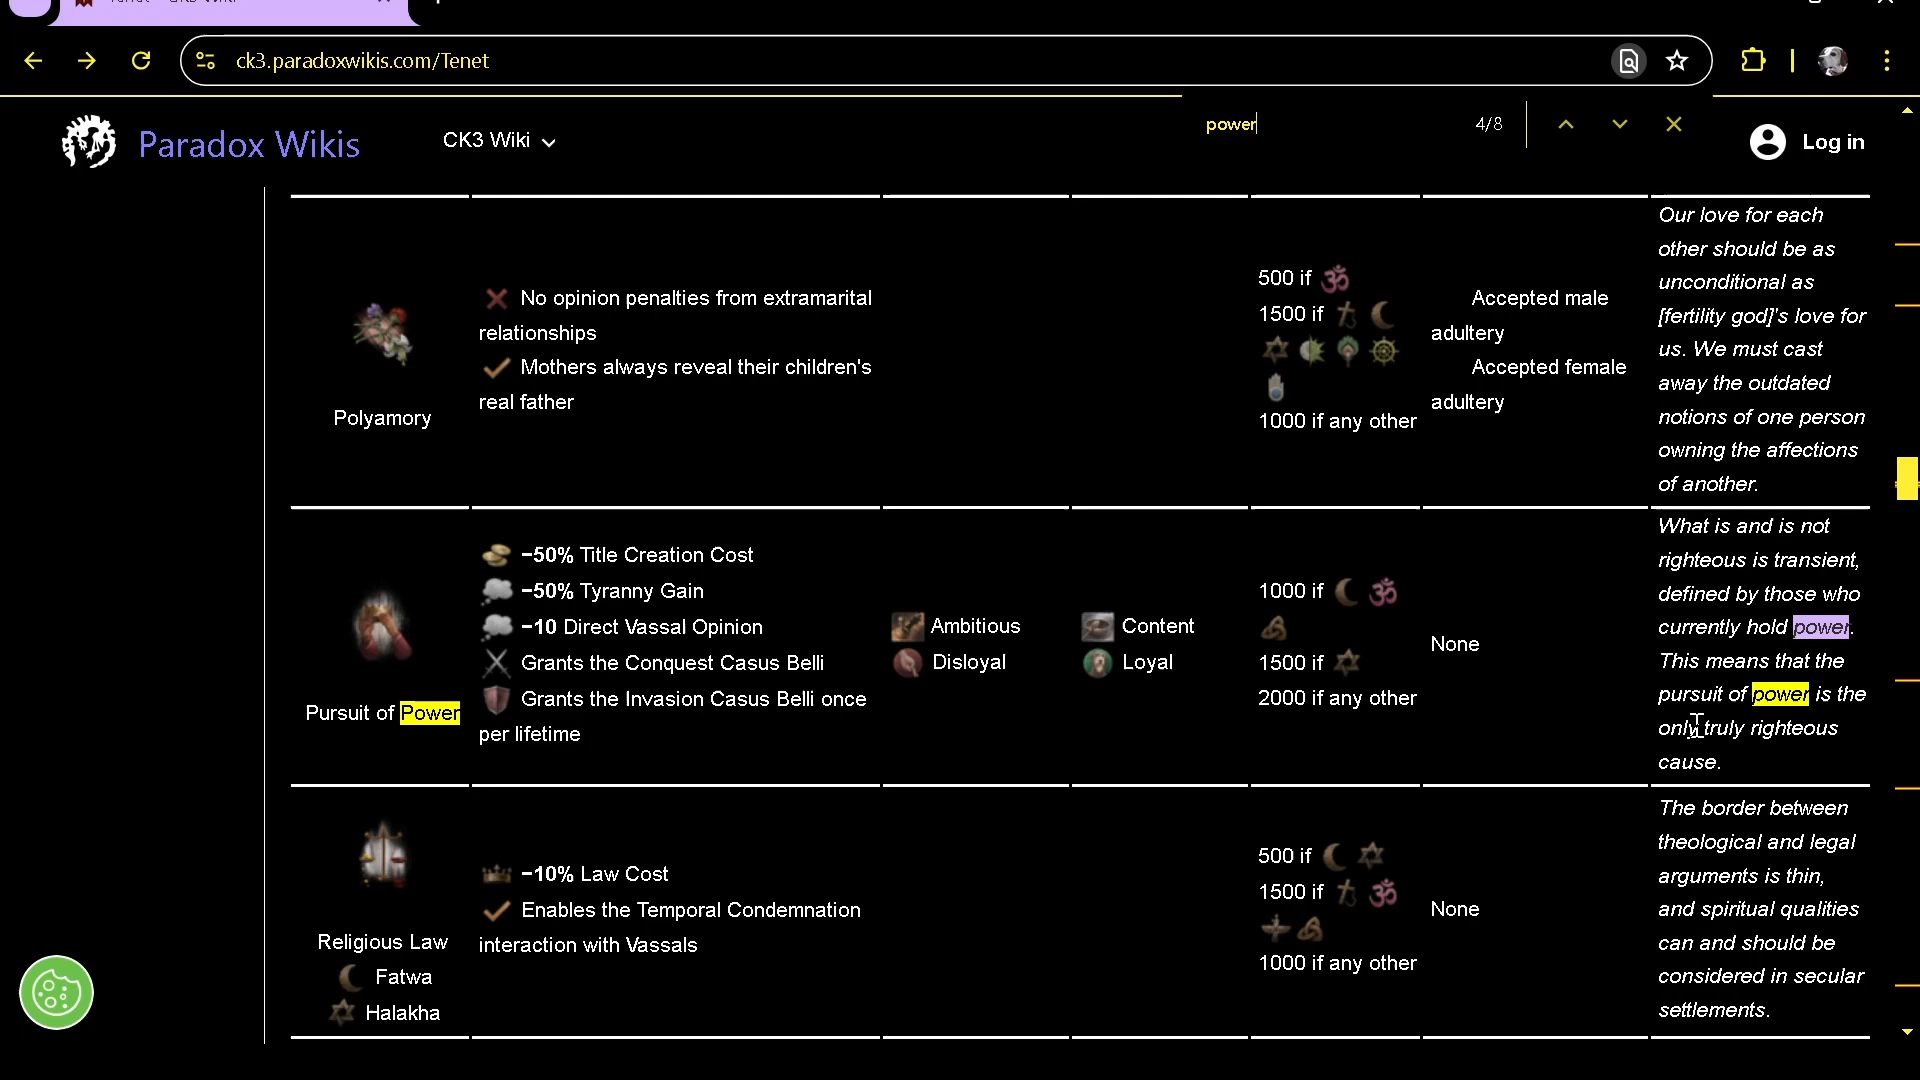 ck3.paradoxwikis.com/Tenet
power
4/8
Paradox Wikis
CK3 Wiki
Log in
Polyamory
No opinion penalties from extramarital
relationships
Mothers always reveal their children's
real father
500 if
1500 if
1000 if any other
Accepted male
adultery
Accepted female
adultery
Our love for each
other should be as
unconditional as
[fertility god]'s love for
us. We must cast
away the outdated
notions of one person
owning the affections
of another.
Pursuit of Power
−50% Title Creation Cost
−50% Tyranny Gain
−10 Direct Vassal Opinion
Grants the Conquest Casus Belli
Grants the Invasion Casus Belli once
per lifetime
Ambitious
Disloyal
Content
Loyal
1000 if
1500 if
2000 if any other
None
What is and is not
righteous is transient,
defined by those who
currently hold power.
This means that the
pursuit of power is the
only truly righteous
cause.
Religious Law
Fatwa
Halakha
−10% Law Cost
Enables the Temporal Condemnation
interaction with Vassals
500 if
1500 if
1000 if any other
None
The border between
theological and legal
arguments is thin,
and spiritual qualities
can and should be
considered in secular
settlements.